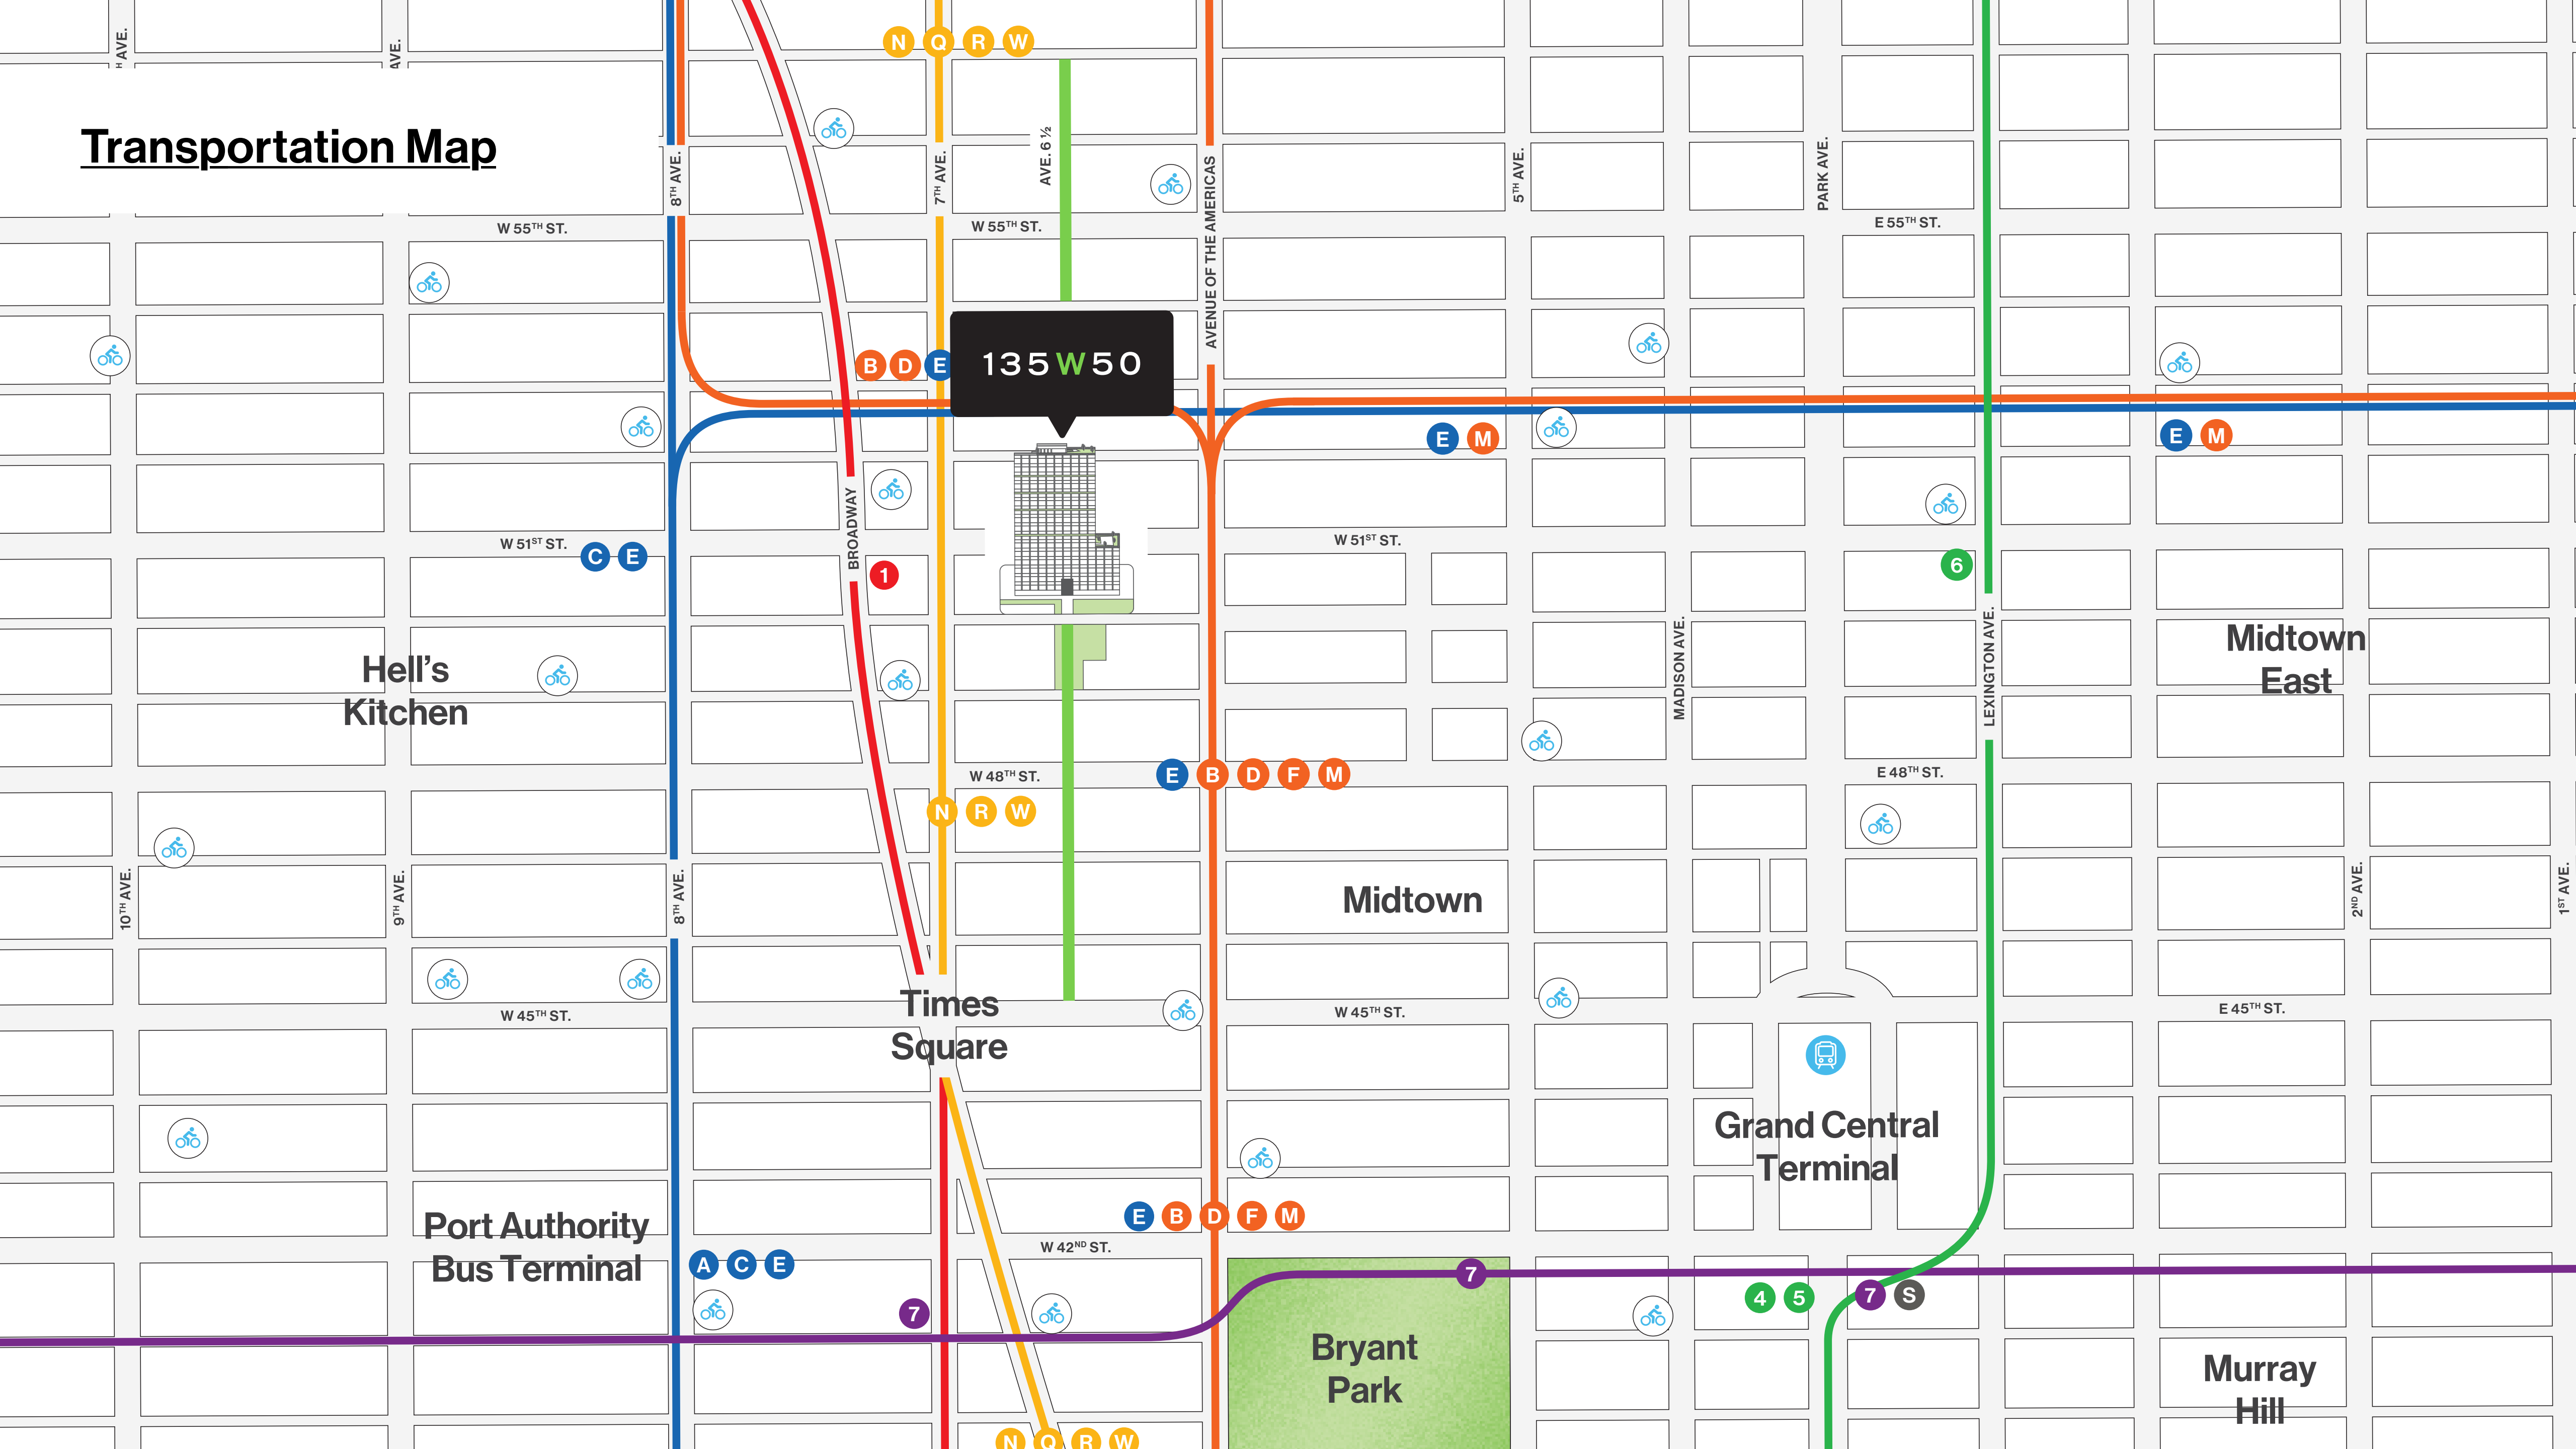 H AVE.
AVE.
N Q R W
Transportation Map
AVE. 6 ½
8TH AVE.
7TH AVE.
AVENUE OF THE AMERICAS
5TH AVE.
PARK AVE.
W 55TH ST.
W 55TH ST.
E 55TH ST.
B D E
135W50
E M
E M
BROADWAY
W 51ST ST.
W 51ST ST.
C E
1
6
Hell's
Kitchen
MADISON AVE.
LEXINGTON AVE.
Midtown
East
W 48TH ST.
E B D F M
E 48TH ST.
N R W
10TH AVE.
9TH AVE.
8TH AVE.
Midtown
2ND AVE.
1ST AVE.
Times
Square
W 45TH ST.
W 45TH ST.
E 45TH ST.
Grand Central
Terminal
Port Authority
Bus Terminal
E B D F M
W 42ND ST.
A C E
7
7
4 5
7 S
Bryant
Park
Murray
Hill
N Q R W